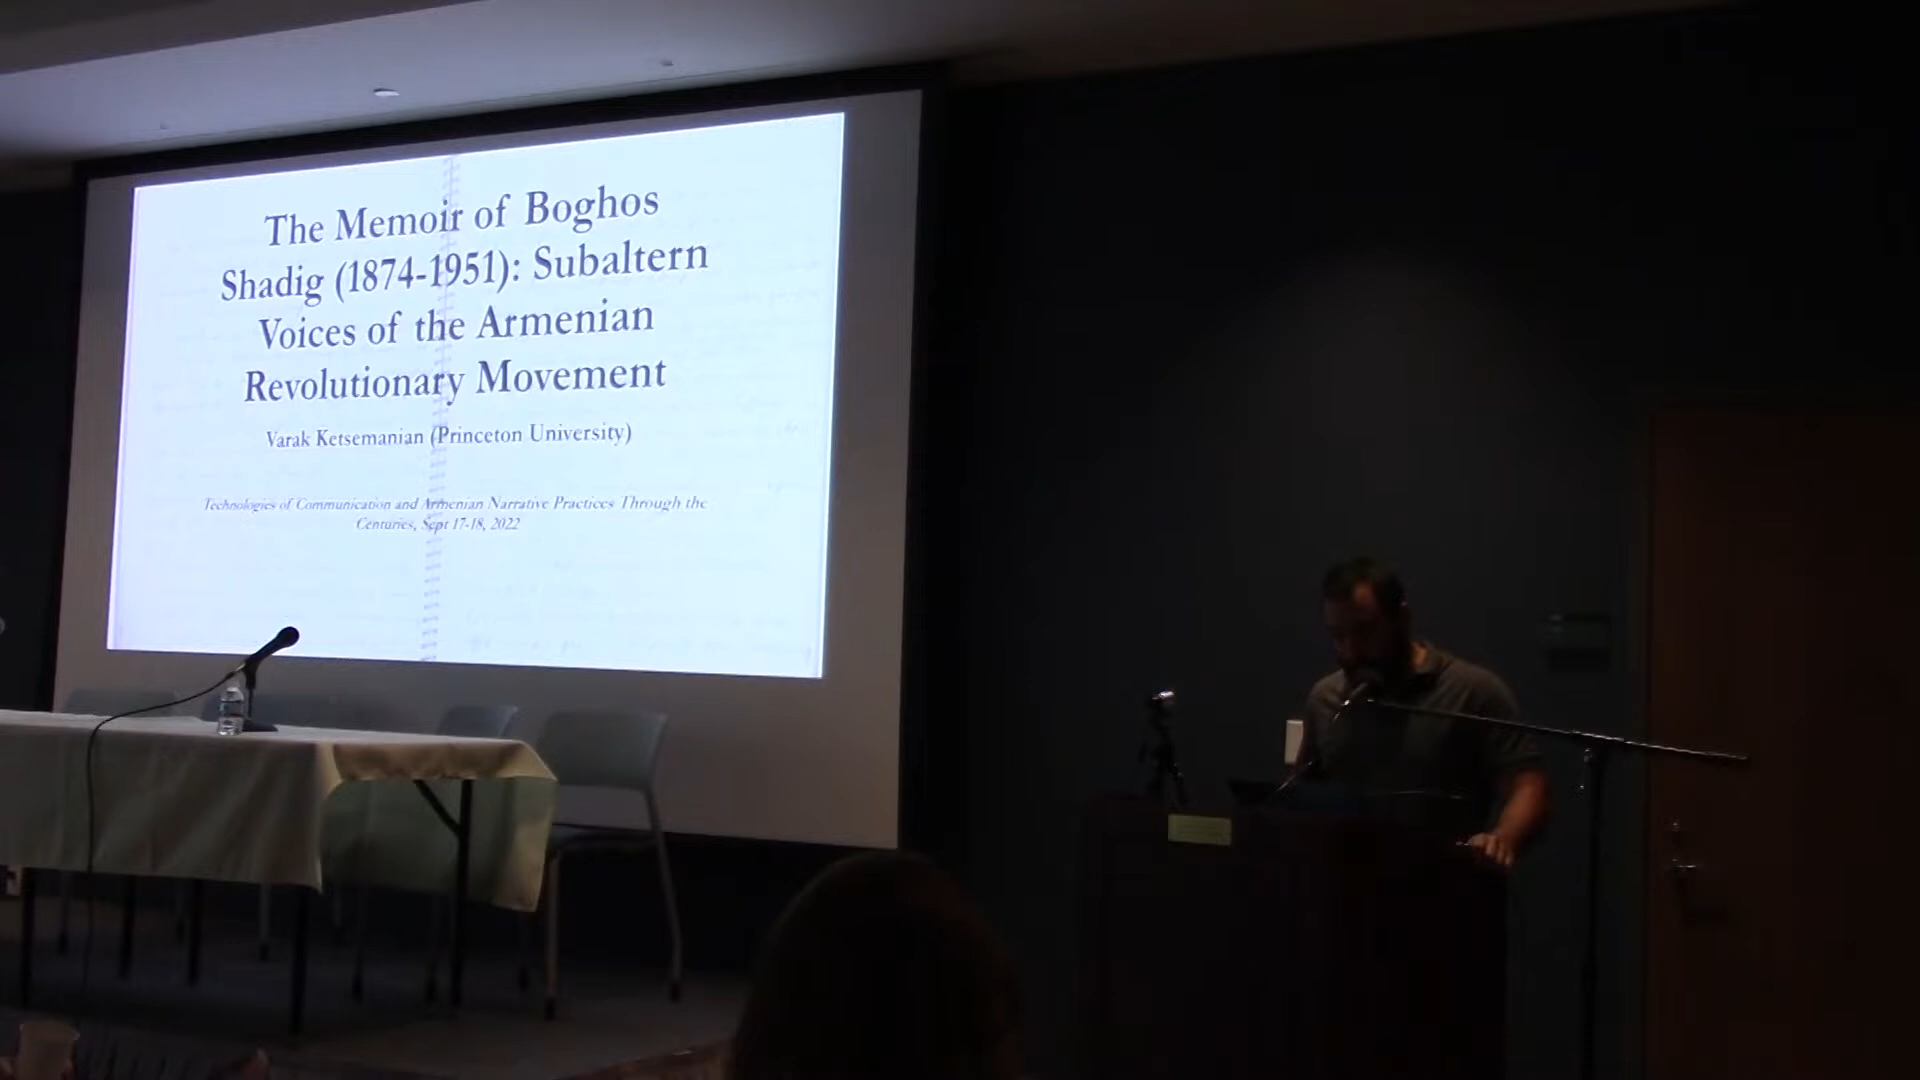 The Memoir of Boghos
Shadig (1874-1951): Subaltern
Voices of the Armenian
Revolutionary Movement
Varak Ketsemanian (Princeton University)
Technologies of Communication and Armenian Narrative Practices Through the
Centuries, Sept 17-18, 2022